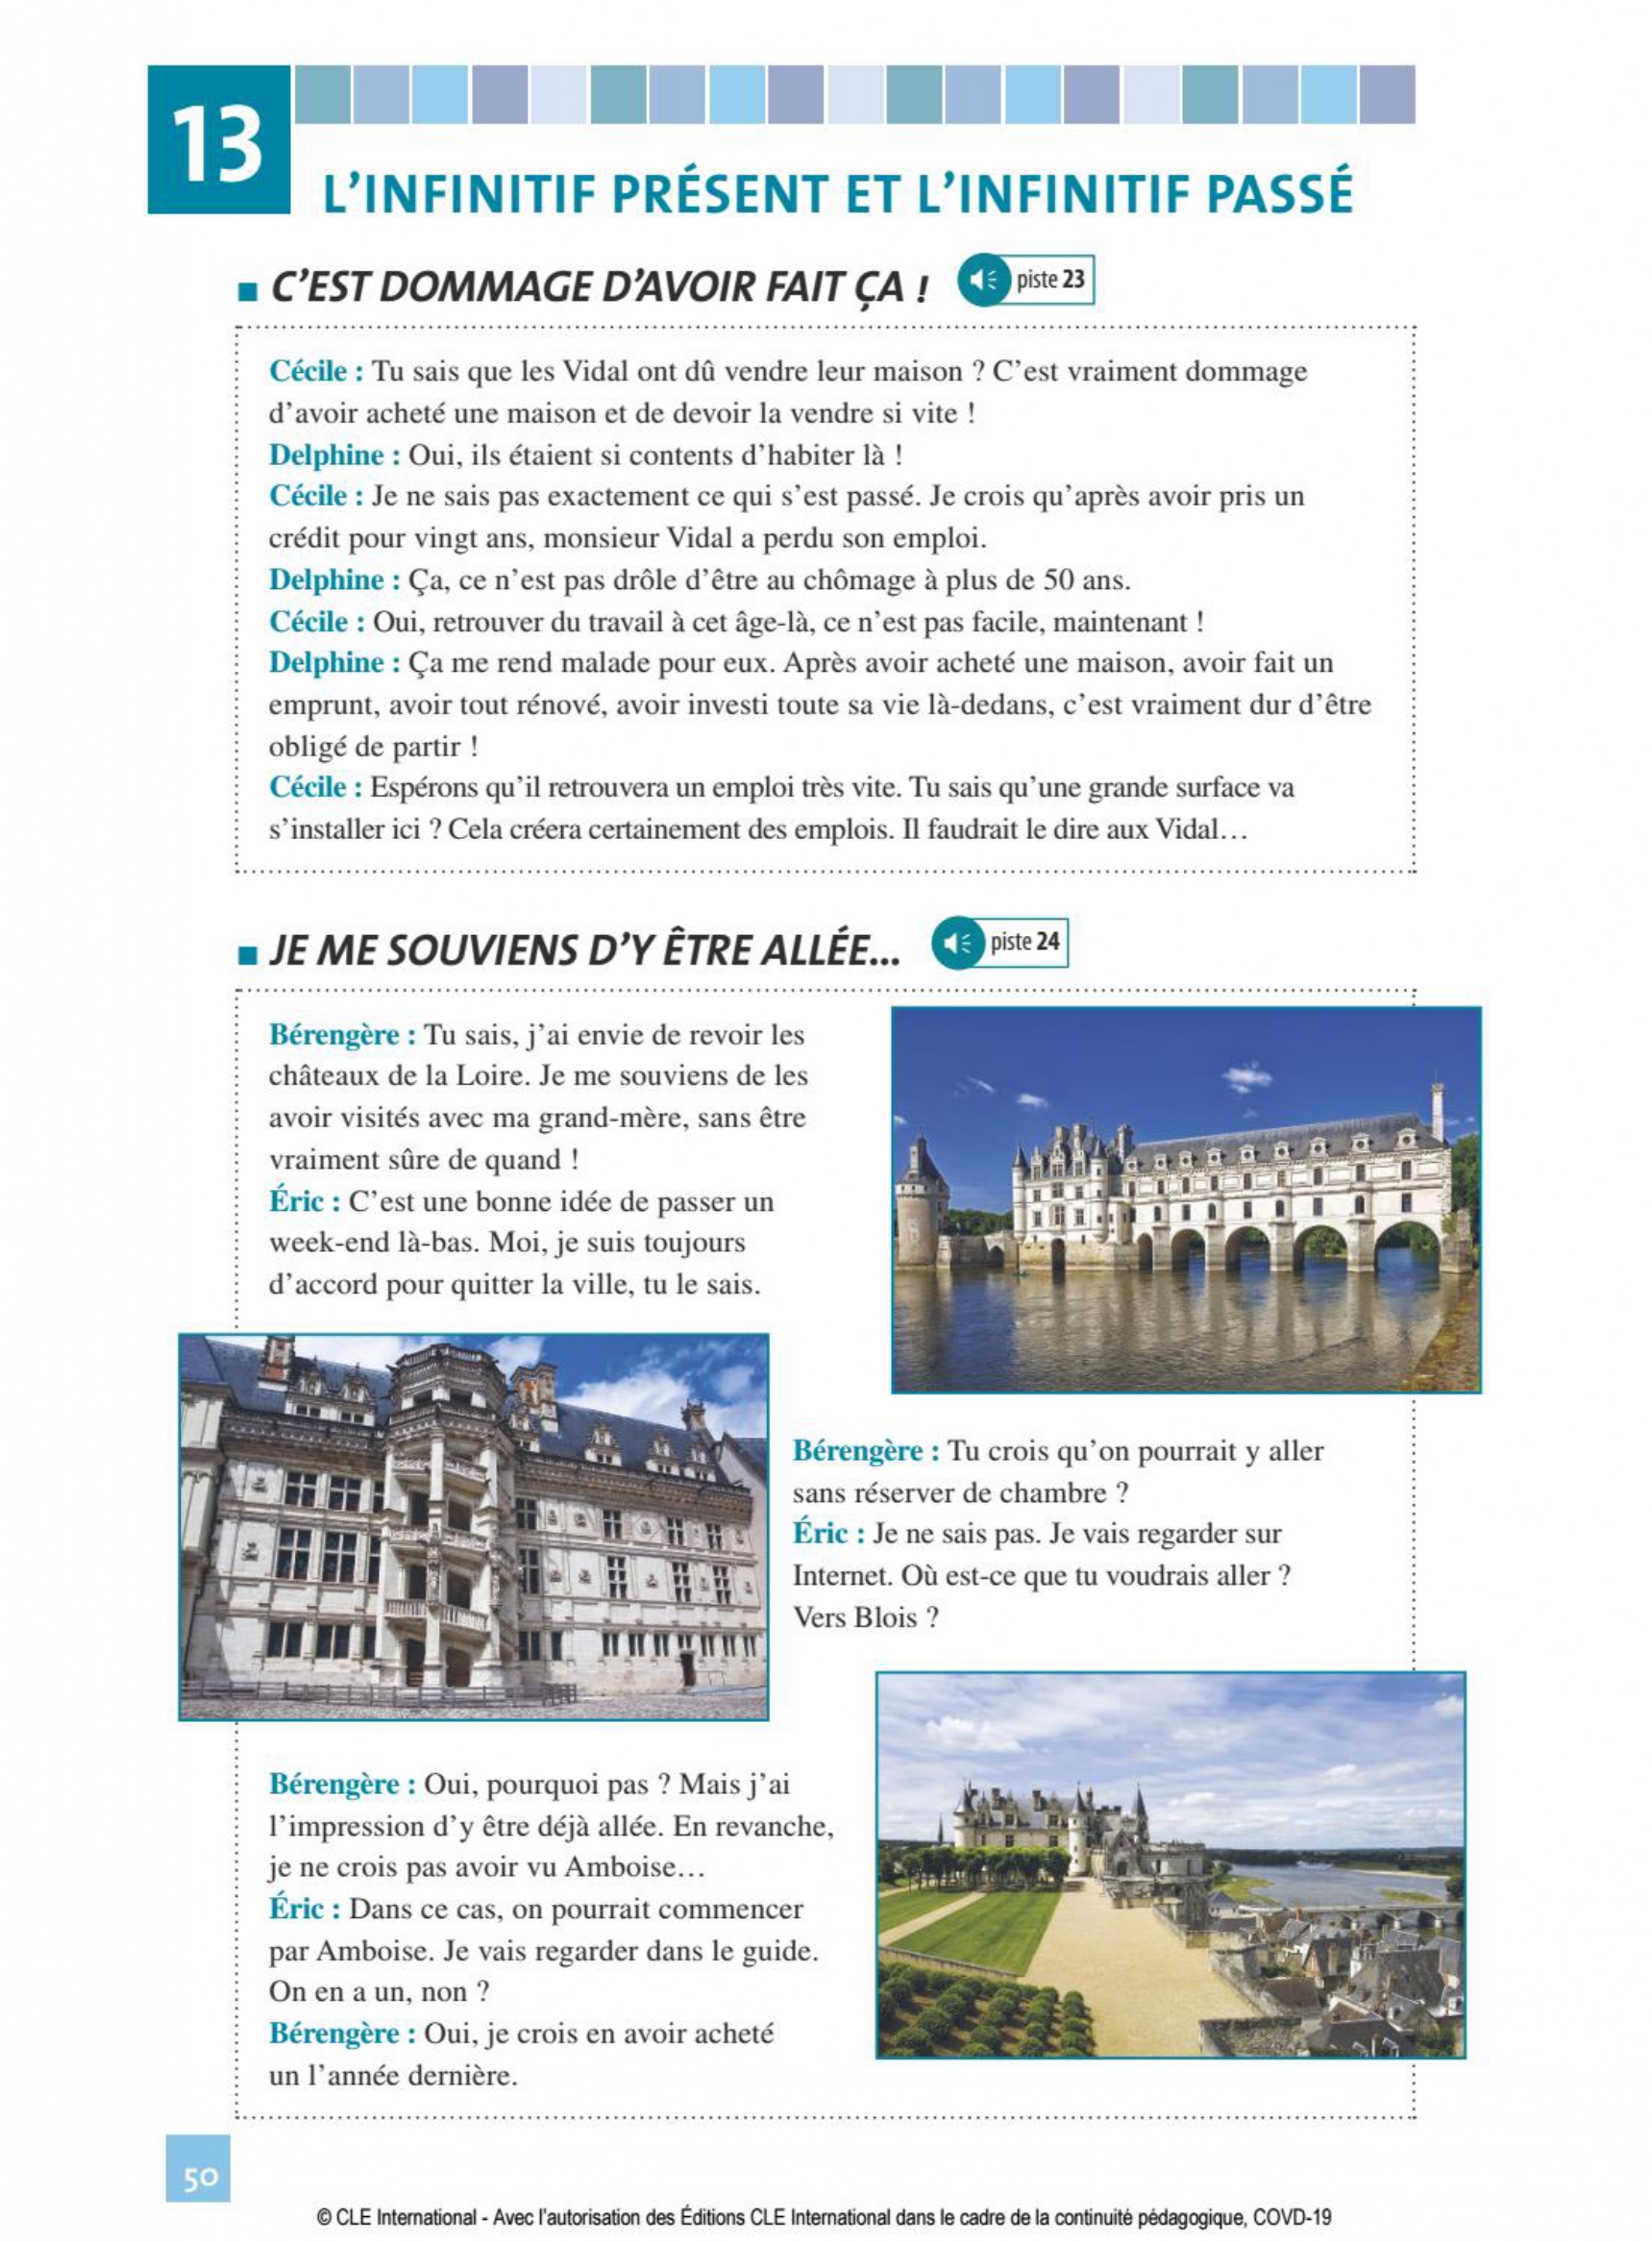 13
L'INFINITIF PRÉSENT ET L'INFINITIF PASSÉ
C'EST DOMMAGE D'AVOIR FAIT ÇA !
piste 23
Cécile : Tu sais que les Vidal ont dû vendre leur maison ? C'est vraiment dommage
d'avoir acheté une maison et de devoir la vendre si vite !
Delphine : Oui, ils étaient si contents d'habiter là !
Cécile : Je ne sais pas exactement ce qui s'est passé. Je crois qu'après avoir pris un
crédit pour vingt ans, monsieur Vidal a perdu son emploi.
Delphine : Ça, ce n'est pas drôle d'être au chômage à plus de 50 ans.
Cécile : Oui, retrouver du travail à cet âge-là, ce n'est pas facile, maintenant !
Delphine : Ça me rend malade pour eux. Après avoir acheté une maison, avoir fait un
emprunt, avoir tout rénové, avoir investi toute sa vie là-dedans, c'est vraiment dur d'être
obligé de partir !
Cécile : Espérons qu'il retrouvera un emploi très vite. Tu sais qu'une grande surface va
s'installer ici ? Cela créera certainement des emplois. Il faudrait le dire aux Vidal…
JE ME SOUVIENS D'Y ÊTRE ALLÉE…
piste 24
Bérengère : Tu sais, j'ai envie de revoir les
châteaux de la Loire. Je me souviens de les
avoir visités avec ma grand-mère, sans être
vraiment sûre de quand !
Éric : C'est une bonne idée de passer un
week-end là-bas. Moi, je suis toujours
d'accord pour quitter la ville, tu le sais.
Bérengère : Tu crois qu'on pourrait y aller
sans réserver de chambre ?
Éric : Je ne sais pas. Je vais regarder sur
Internet. Où est-ce que tu voudrais aller ?
Vers Blois ?
Bérengère : Oui, pourquoi pas ? Mais j'ai
l'impression d'y être déjà allée. En revanche,
je ne crois pas avoir vu Amboise…
Éric : Dans ce cas, on pourrait commencer
par Amboise. Je vais regarder dans le guide.
On en a un, non ?
Bérengère : Oui, je crois en avoir acheté
un l'année dernière.
50
© CLE International - Avec l'autorisation des Éditions CLE International dans le cadre de la continuité pédagogique, COVD-19